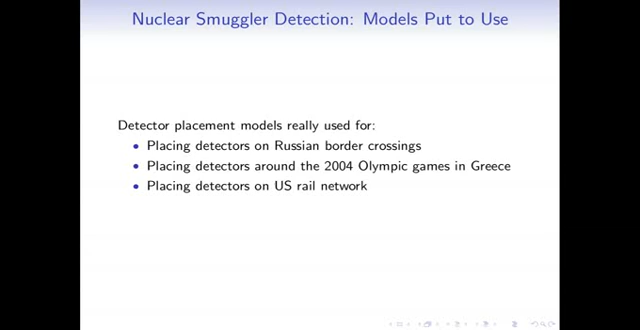 Nuclear Smuggler Detection: Models Put to Use
Detector placement models really used for:
• Placing detectors on Russian border crossings
• Placing detectors around the 2004 Olympic games in Greece
• Placing detectors on US rail network